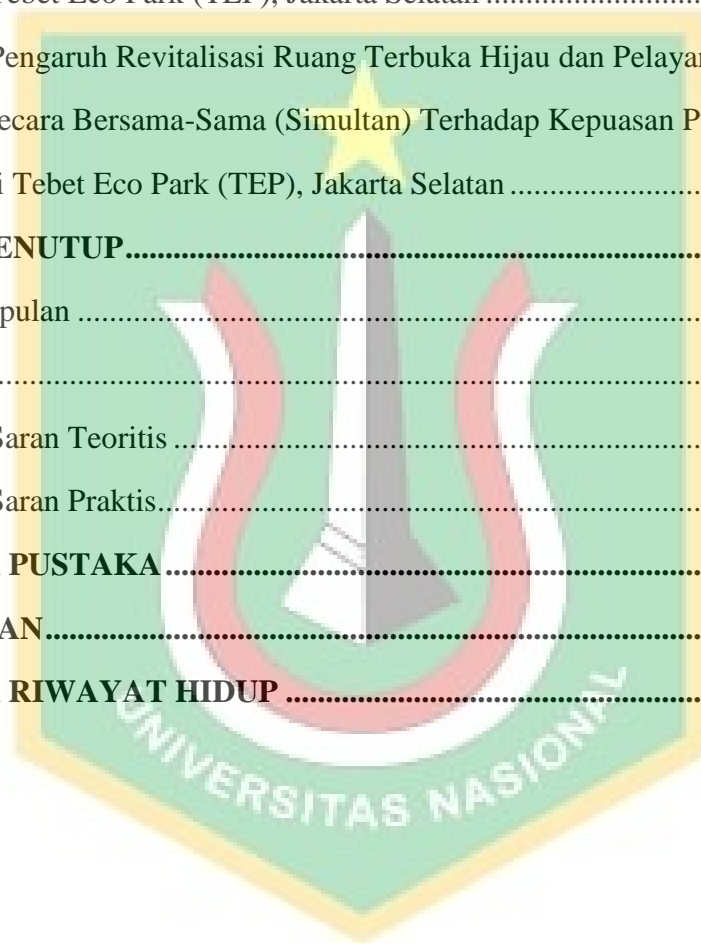 Tebet Eco Park (TEP), Jakarta Selatan ........................
Pengaruh Revitalisasi Ruang Terbuka Hijau dan
ecara Bersama-Sama (Simultan) Terhadap Kepuasan P
i Tebet Eco Park (TEP), Jakarta Selatan ........................
ENUTUP........................................................................
pulan ........................................................................
........................................................................
Saran Teoritis ........................................................................
Saran Praktis........................................................................
PUSTAKA........................................................................
AN........................................................................
RIWAYAT HIDUP ........................................................................
UNIVERSITAS NASIONAL